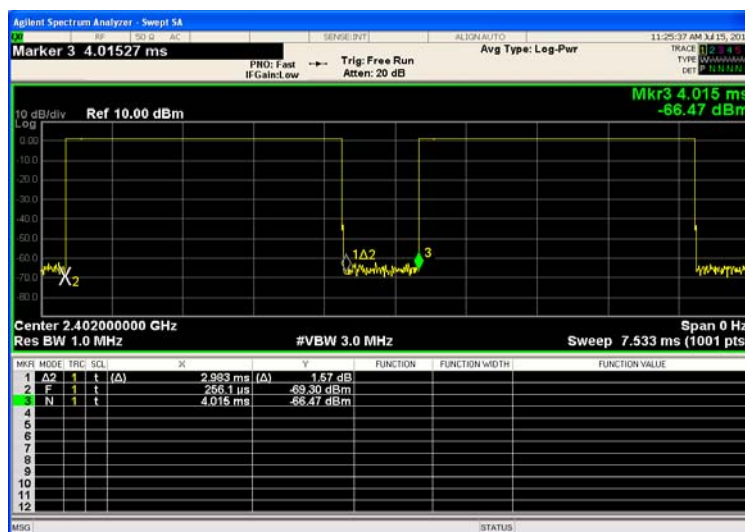 Agilent Spectrum Analyzer - Swept SA
RF 50 Ω AC SENSE:INT ALIGN AUTO 11:25:37 AM Jul 15, 201
Marker 3 4.01527 ms
PNO: Fast
IFGain:Low
Trig: Free Run
Atten: 20 dB
Avg Type: Log-Pwr
TRACE 1 2 3 4 5
TYPE W
DET P N N N N
Mkr3 4.015 ms
-66.47 dBm
10 dB/div Ref 10.00 dBm
Log
0.00
-10.0
-20.0
-30.0
-40.0
-50.0
-60.0
-70.0
-80.0
2
1Δ2
3
Center 2.402000000 GHz Span 0 Hz
Res BW 1.0 MHz #VBW 3.0 MHz Sweep 7.533 ms (1001 pts
MKR MODE TRC SCL X Y FUNCTION FUNCTION WIDTH FUNCTION VALUE
1 Δ2 1 t (Δ) 2.983 ms (Δ) 1.57 dB
2 F 1 t 256.1 µs -69.30 dBm
3 N 1 t 4.015 ms -66.47 dBm
4
5
6
7
8
9
10
11
12
MSG STATUS